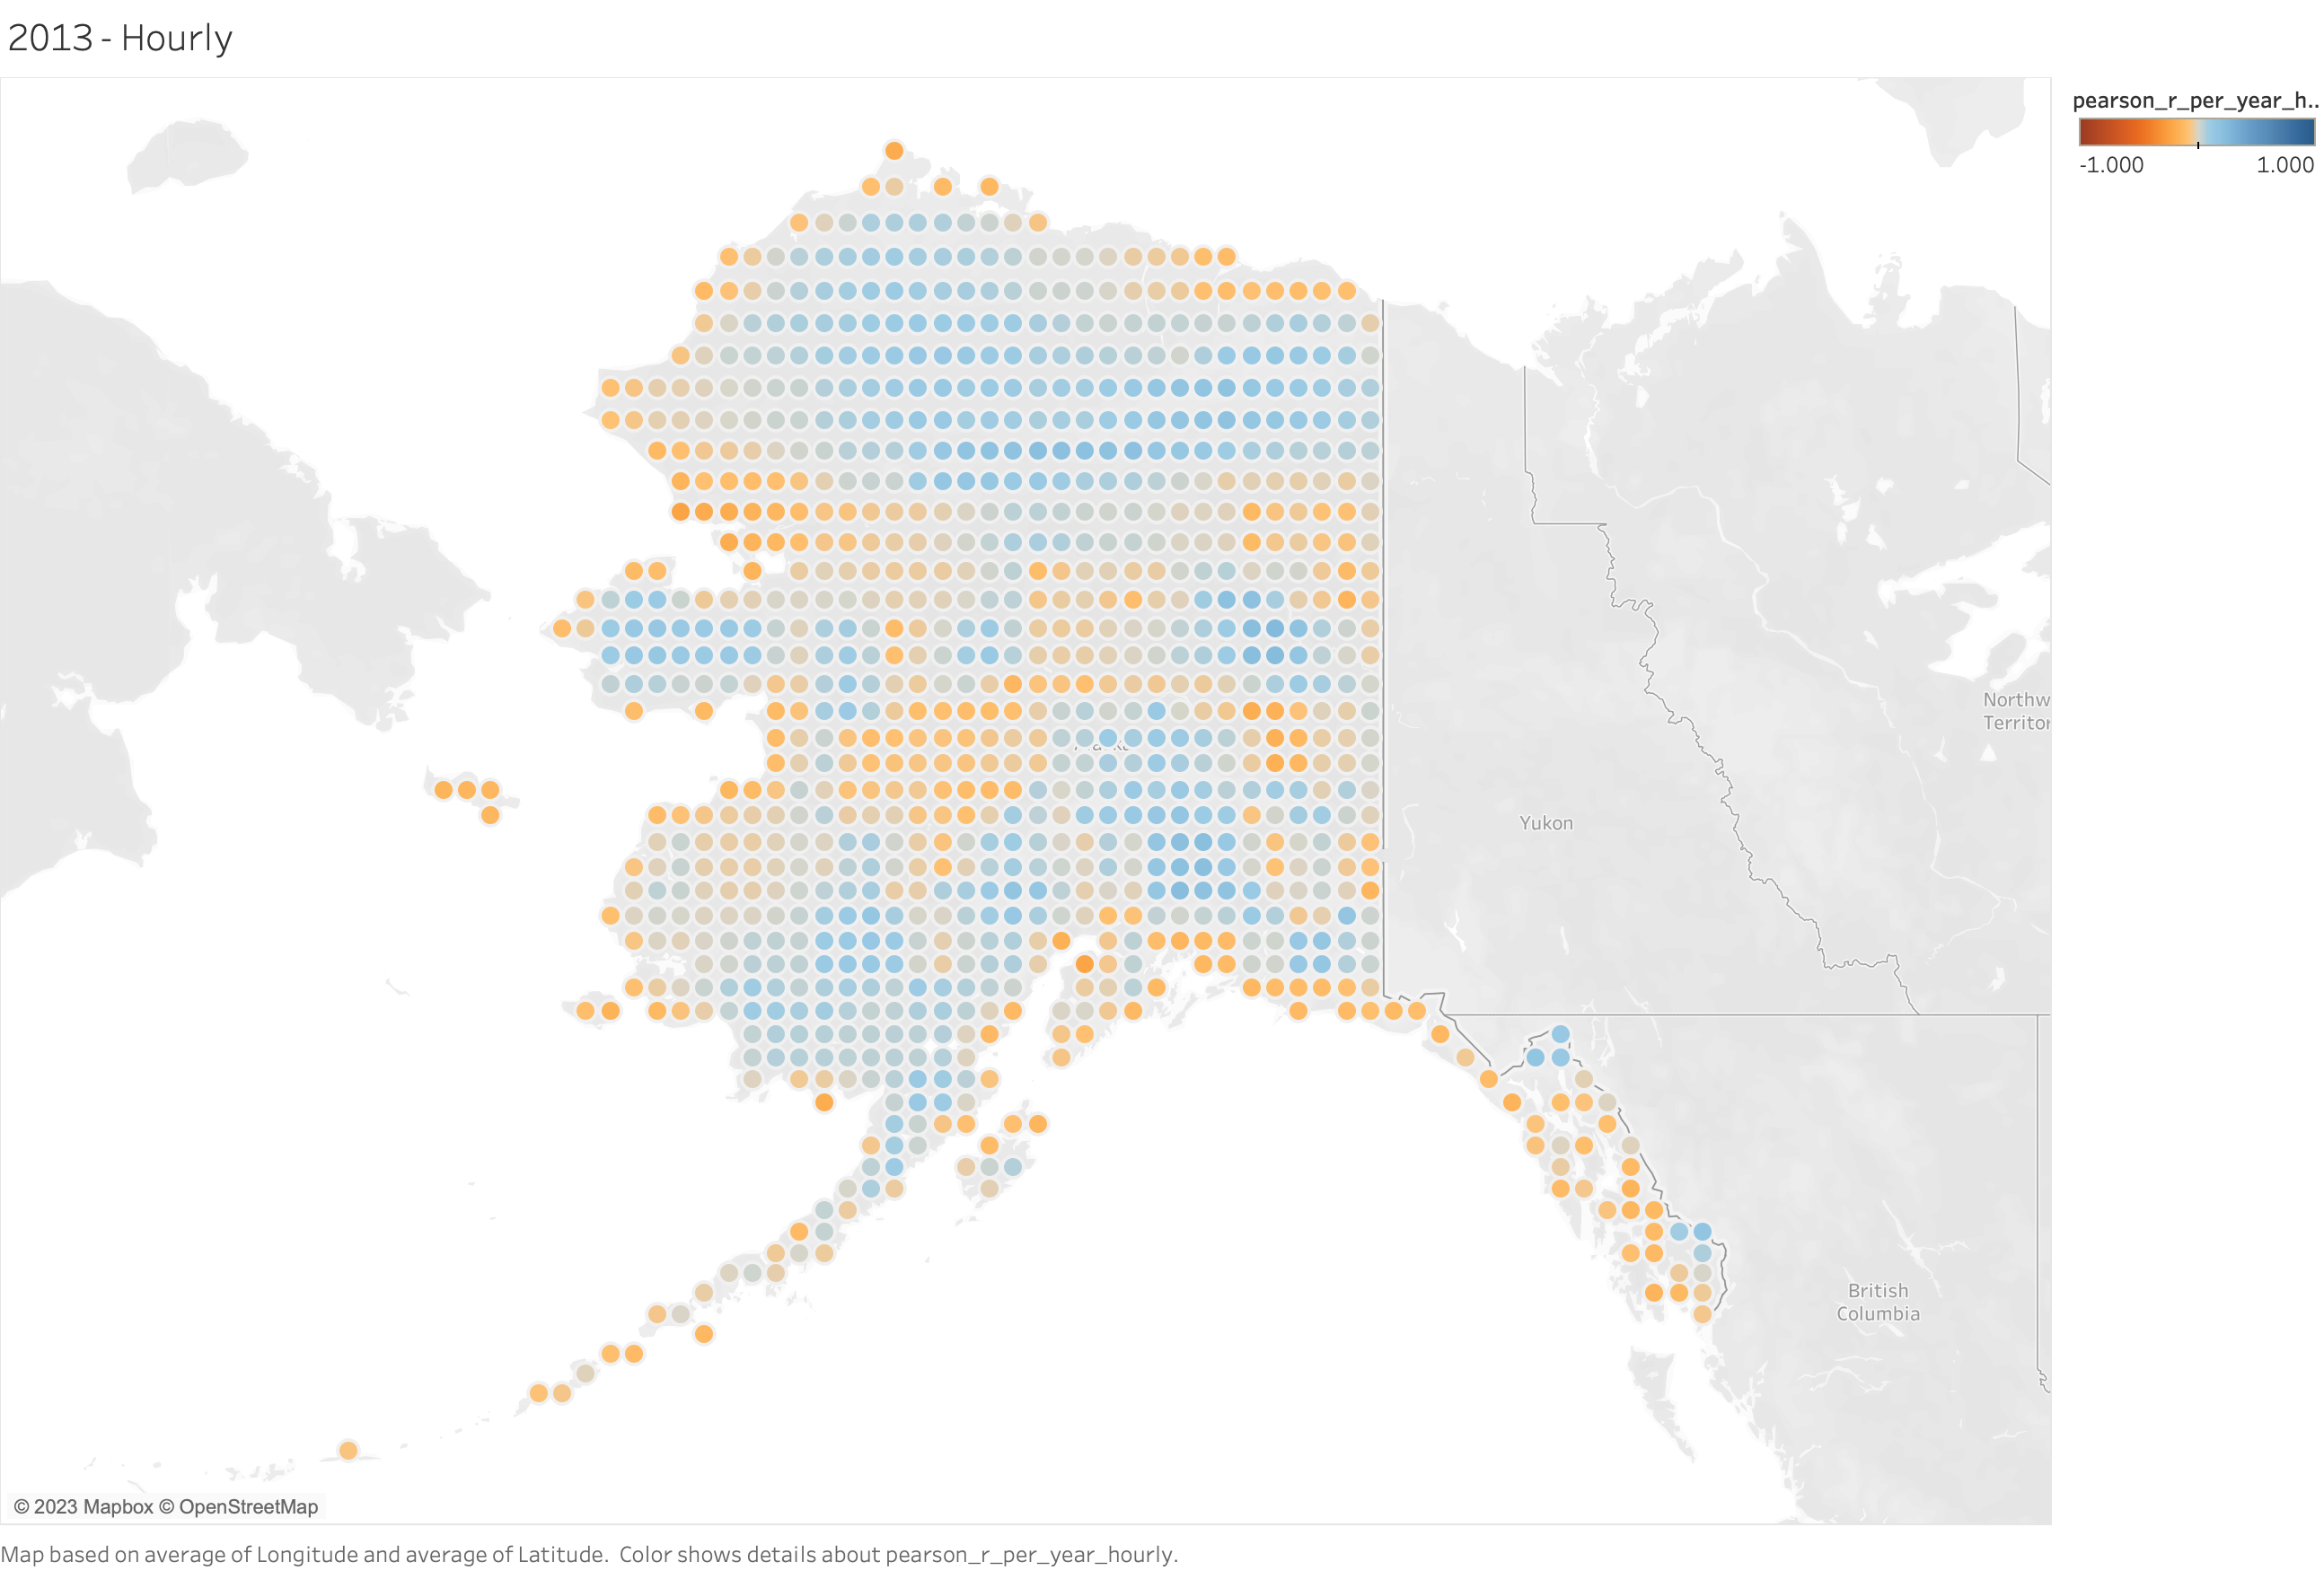 2013 - Hourly
pearson_r_per_year_h..
-1.000
1.000
Northw
Territor
Yukon
British
Columbia
© 2023 Mapbox © OpenStreetMap
Map based on average of Longitude and average of Latitude. Color shows details about pearson_r_per_year_hourly.